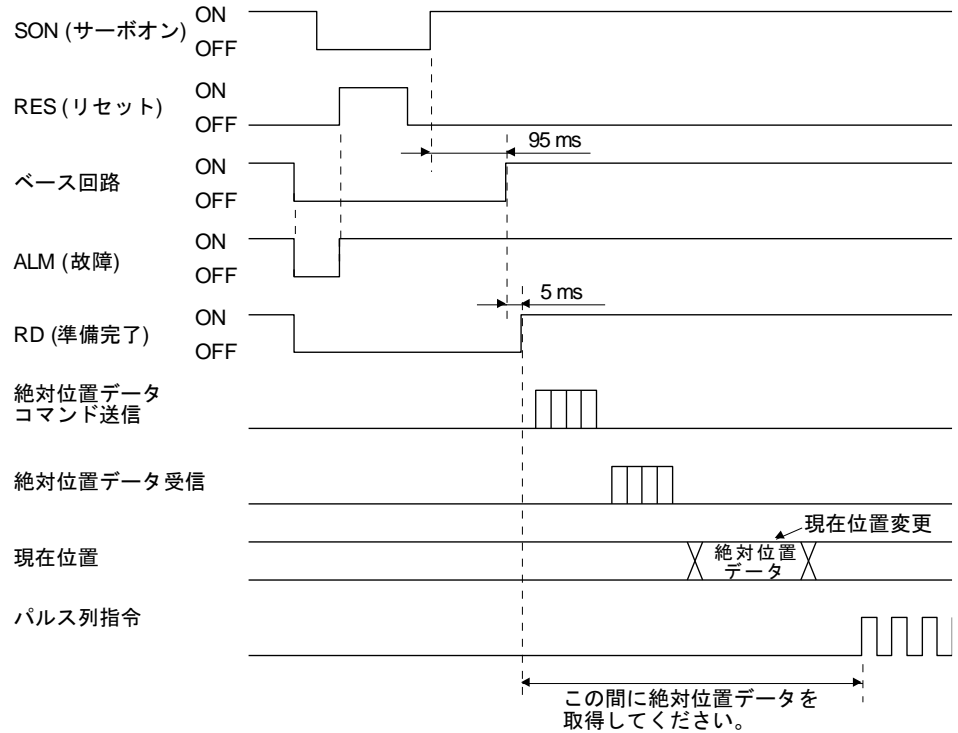 ON
SON (サーボオン)
OFF
ON
RES (リセット)
OFF
95 ms
ON
ベース回路
OFF
ON
ALM (故障)
OFF
5 ms
ON
RD (準備完了)
OFF
絶対位置データ
コマンド送信
絶対位置データ受信
現在位置変更
現在位置
絶対位置
データ
パルス列指令
この間に絶対位置データを
取得してください。